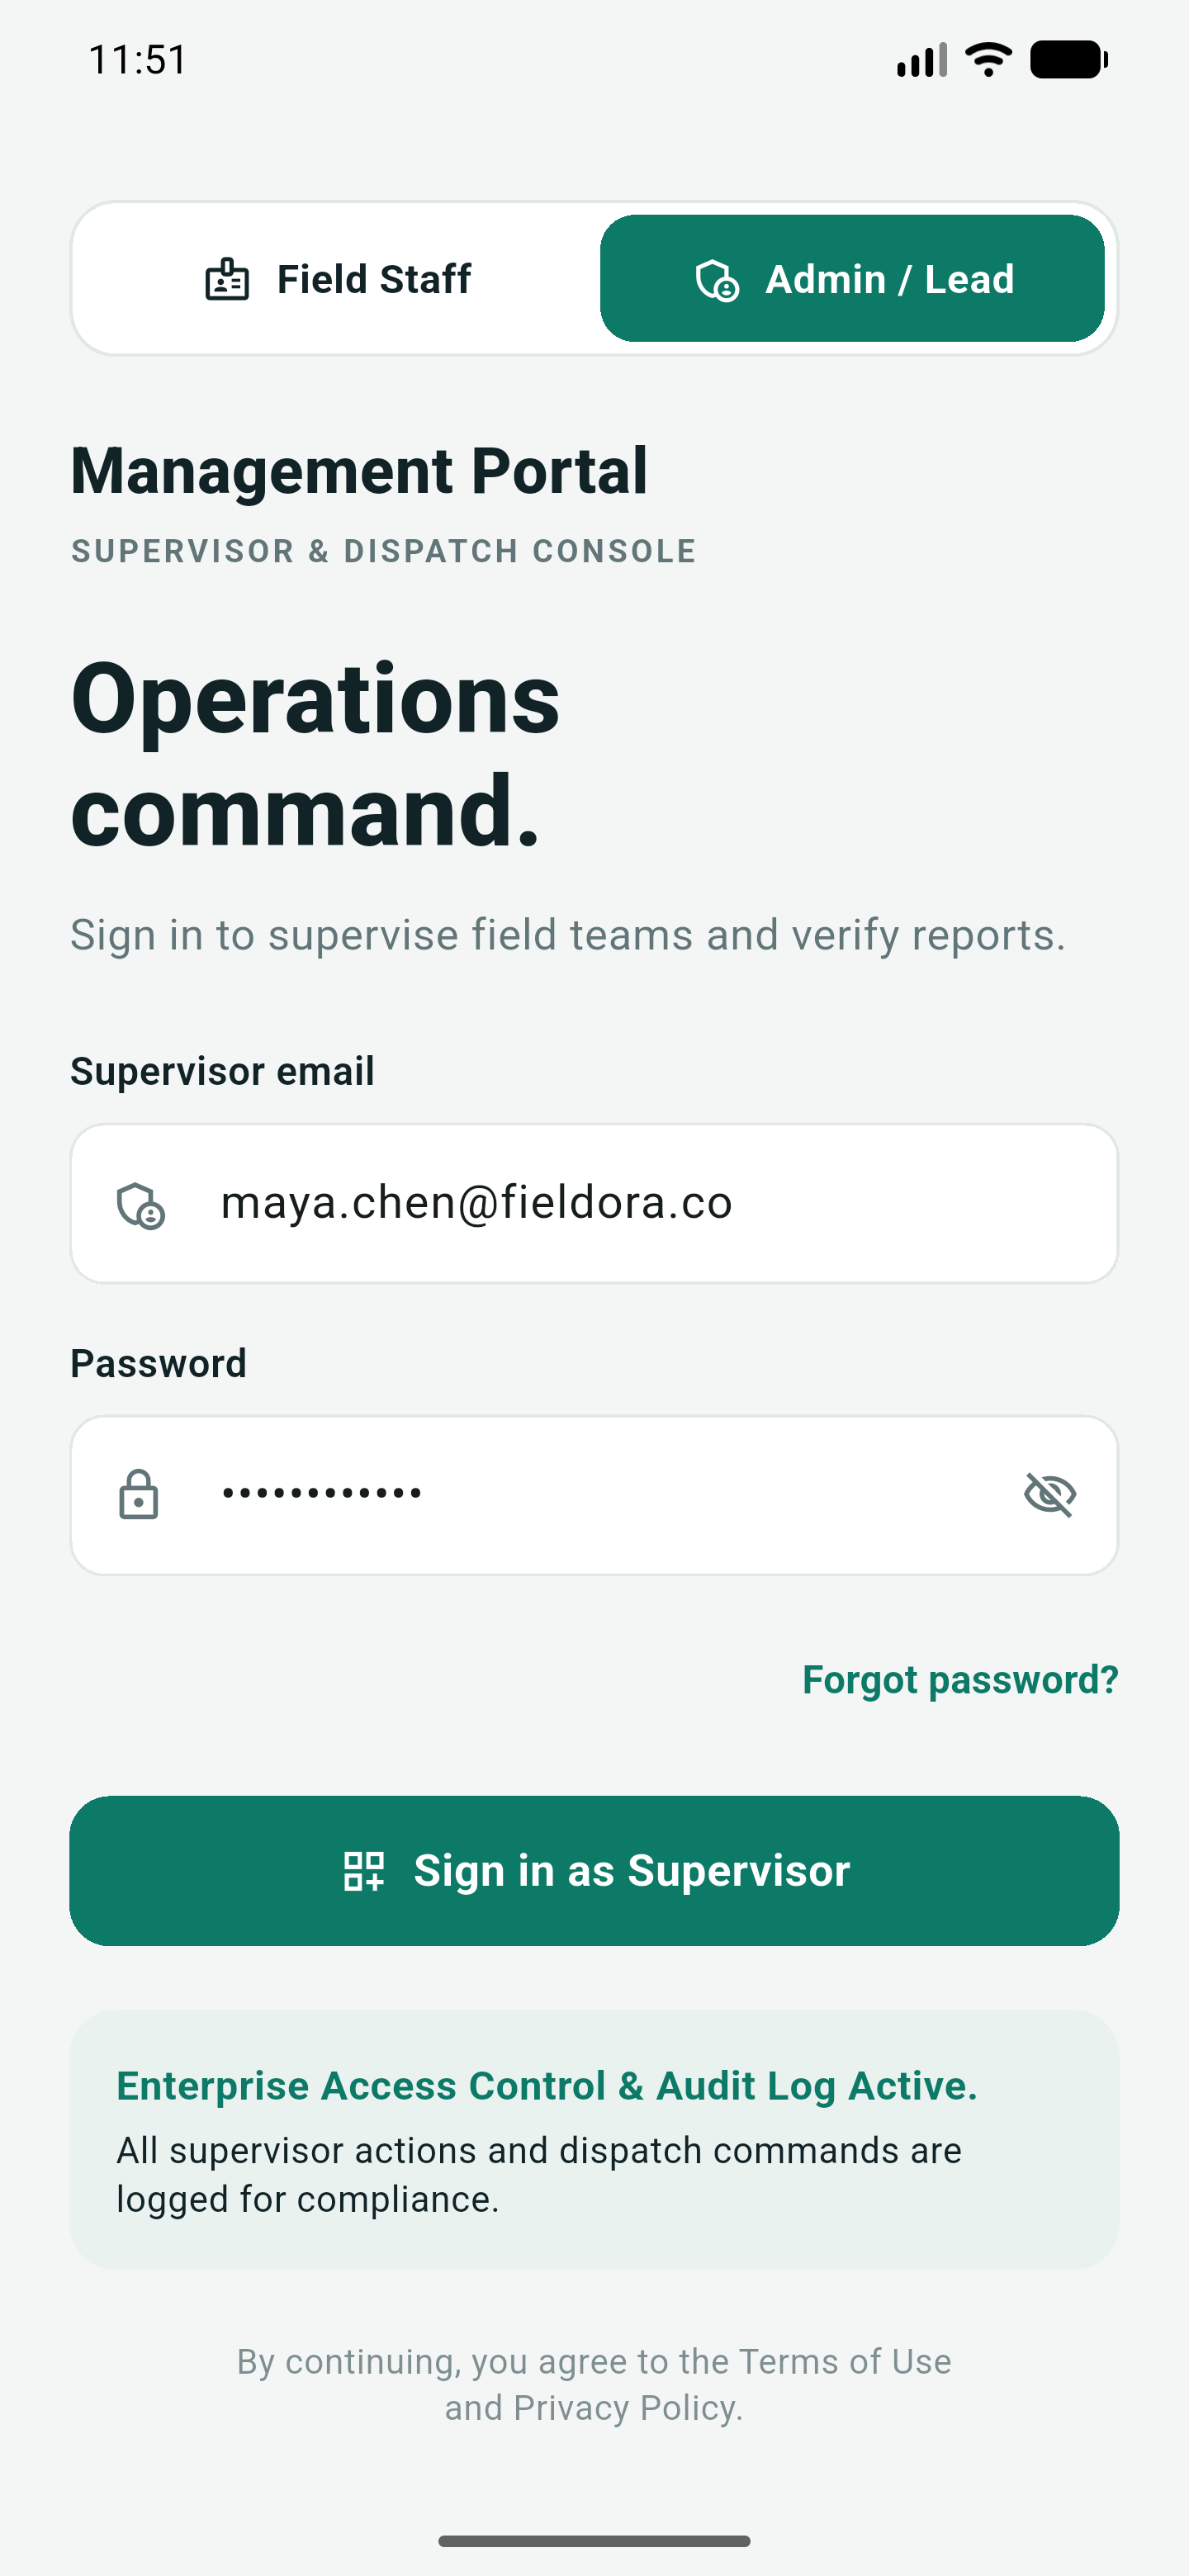 11:51
Field Staff
Admin / Lead
Management Portal
SUPERVISOR & DISPATCH CONSOLE
Operations
command.
Sign in to supervise field teams and verify reports.
Supervisor email
maya.chen@fieldora.co
Password
••••••••••••
Forgot password?
Sign in as Supervisor
Enterprise Access Control & Audit Log Active.
All supervisor actions and dispatch commands are
logged for compliance.
By continuing, you agree to the Terms of Use
and Privacy Policy.